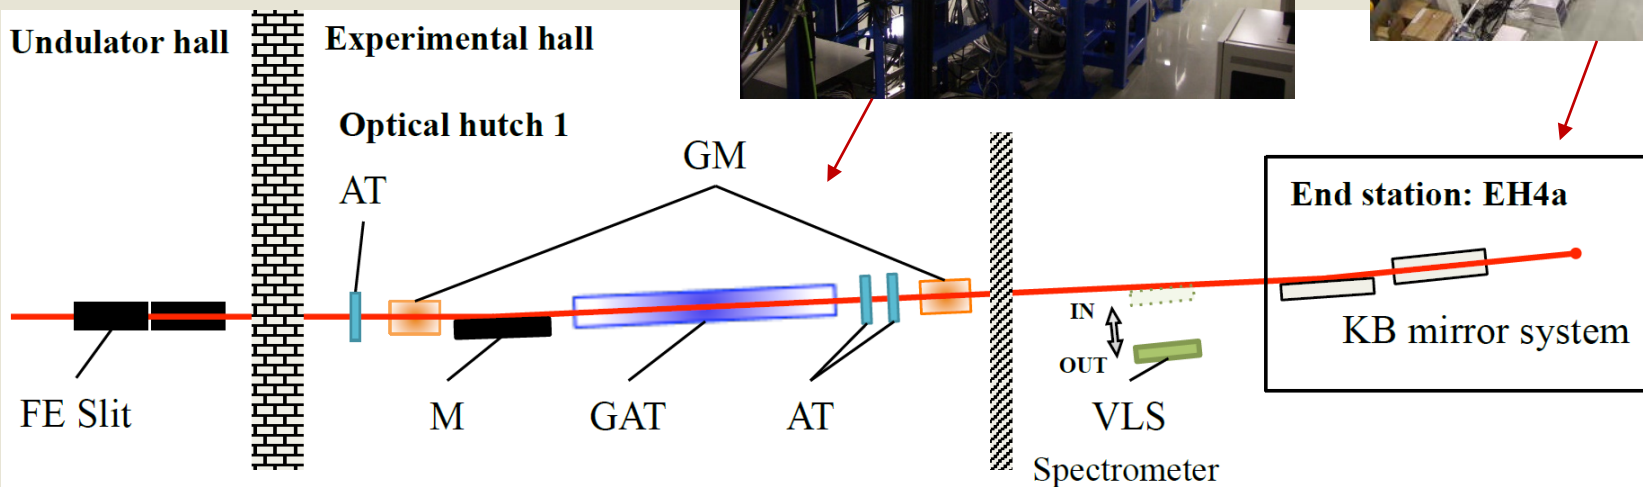 Undulator hall
Experimental hall
Optical hutch 1
AT
GM
End station: EH4a
IN
OUT
KB mirror system
FE Slit
M
GAT
AT
VLS
Spectrometer